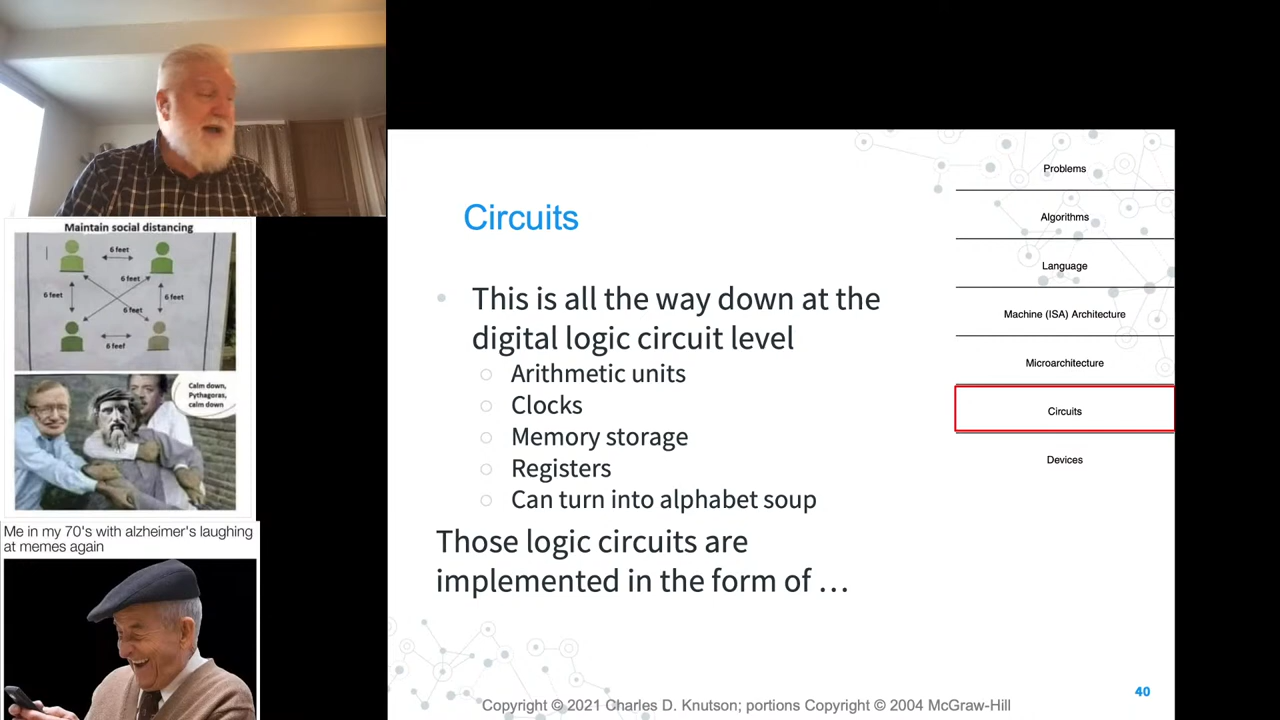 Maintain social distancing
6 feet
6 feet
6 feet
6 feet
6 feet
6 feet
Calm down,
Pythagoras,
calm down
Me in my 70's with alzheimer's laughing
at memes again
Circuits
This is all the way down at the
digital logic circuit level
Arithmetic units
Clocks
Memory storage
Registers
Can turn into alphabet soup
Those logic circuits are
implemented in the form of …
Problems
Algorithms
Language
Machine (ISA) Architecture
Microarchitecture
Circuits
Devices
40
Copyright © 2021 Charles D. Knutson; portions Copyright © 2004 McGraw-Hill